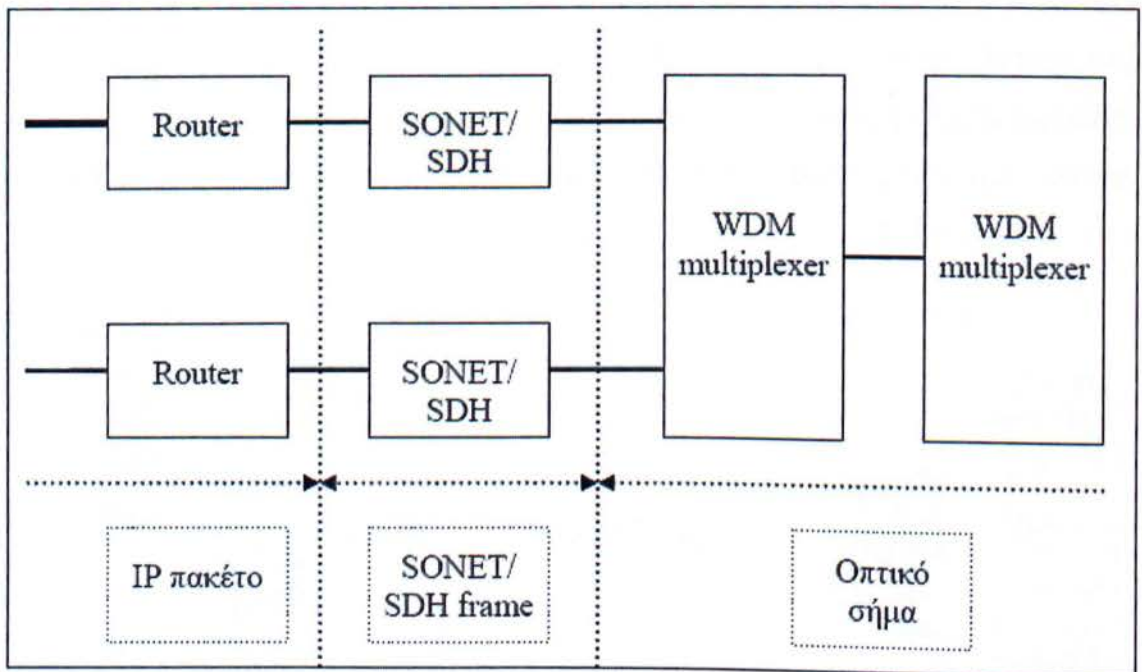 Router
SONET/
SDH
WDM
multiplexer
WDM
multiplexer
Router
SONET/
SDH
IP πακέτο
SONET/
SDH frame
Οπτικό
σήμα